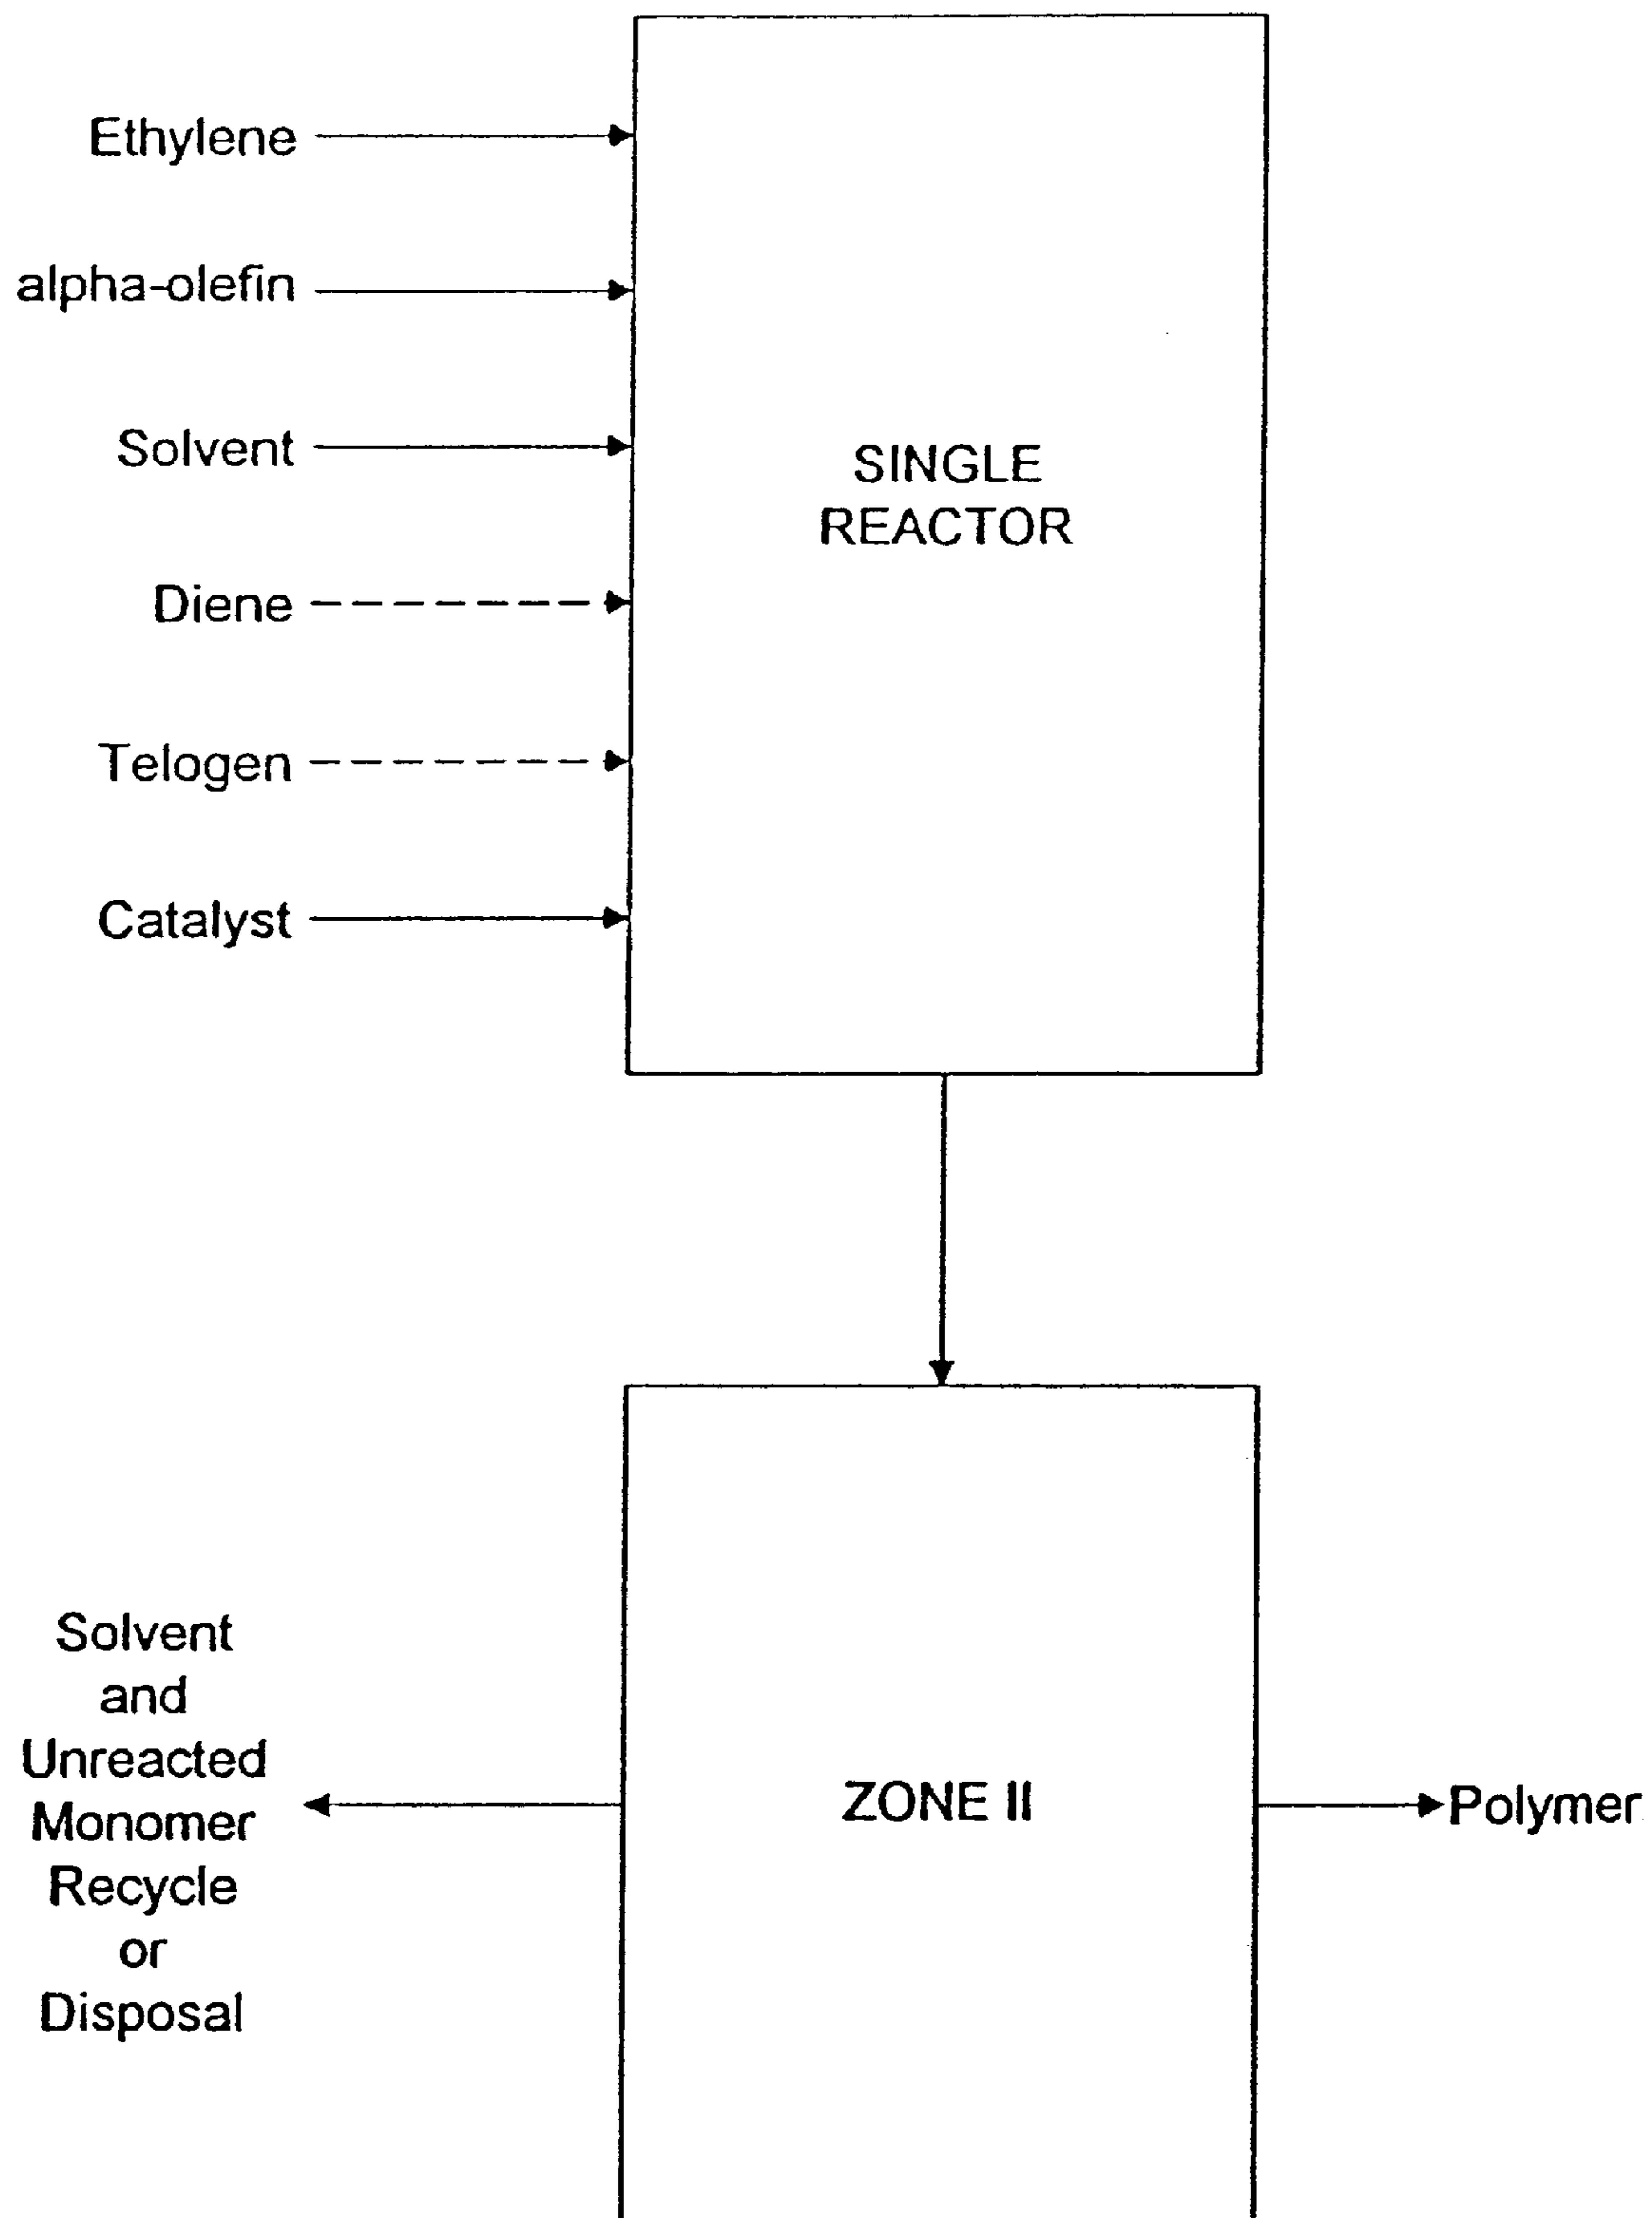 Ethylene
alpha-olefin
Solvent
SINGLE
REACTOR
Diene
Telogen
Catalyst
Solvent
and
Unreacted
Monomer
Recycle
or
Disposal
ZONE II
Polymer